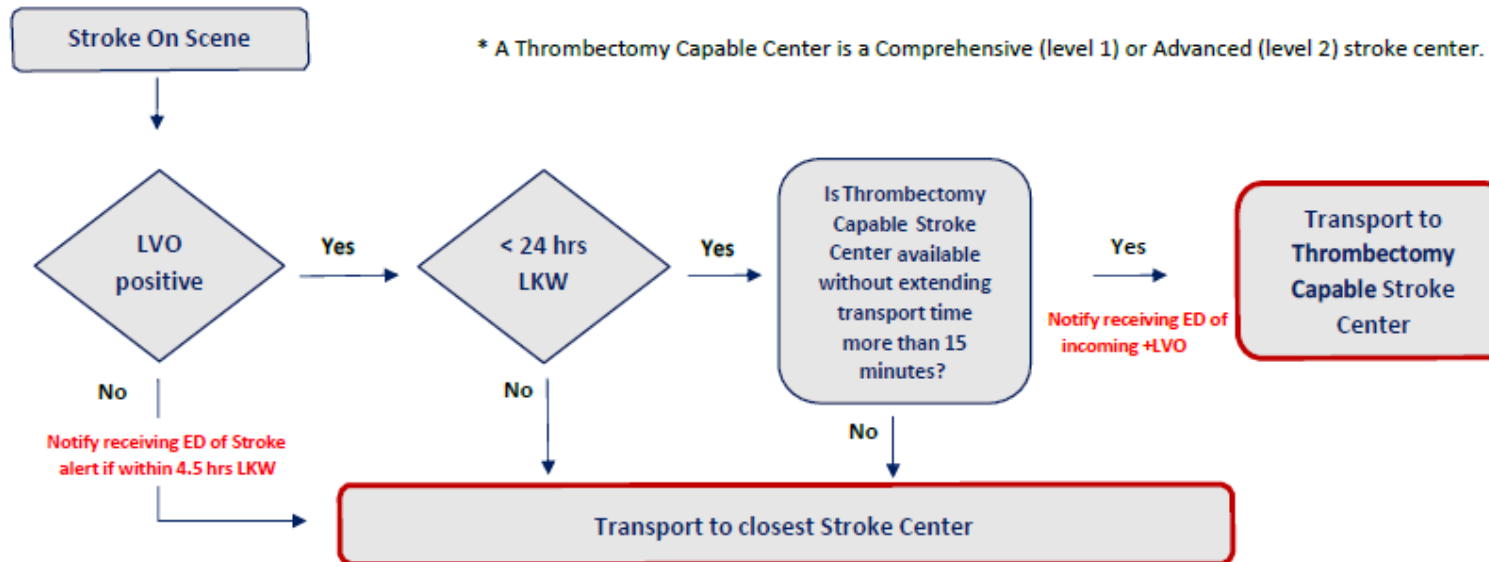 Stroke On Scene
* A Thrombectomy Capable Center is a Comprehensive (level 1) or Advanced (level 2) stroke center.
LVO
positive
Yes
< 24 hrs
LKW
Yes
Is Thrombectomy
Capable Stroke
Center available
without extending
transport time
more than 15
minutes?
Yes
Notify receiving ED of
incoming +LVO
Transport to
Thrombectomy
Capable Stroke
Center
No
Notify receiving ED of Stroke
alert if within 4.5 hrs LKW
No
No
Transport to closest Stroke Center